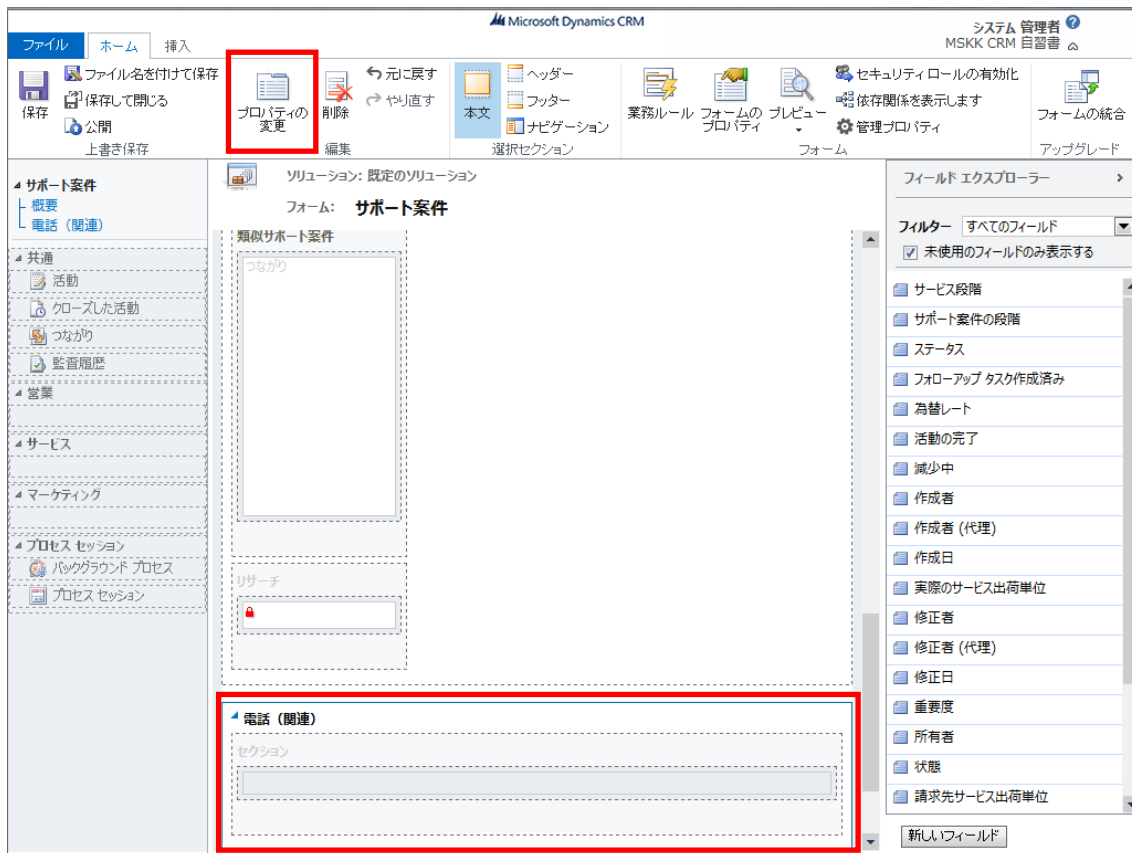 Microsoft Dynamics CRM
システム 管理者
MSKK CRM 自習書
ファイル
ホーム
挿入
保存
ファイル名を付けて保存
保存して閉じる
公開
上書き保存
プロパティの
変更
削除
元に戻す
やり直す
編集
本文
ヘッダー
フッター
ナビゲーション
選択セクション
業務ルール
フォームの
プロパティ
プレビュー
セキュリティ ロールの有効化
依存関係を表示します
管理プロパティ
フォーム
フォームの統合
アップグレード
サポート案件
概要
電話（関連）
共通
活動
クローズした活動
つながり
監査履歴
営業
サービス
マーケティング
プロセス セッション
バックグラウンド プロセス
プロセス セッション
ソリューション: 既定のソリューション
フォーム: サポート案件
類似サポート案件
つながり
リサーチ
電話（関連）
セクション
フィールド エクスプローラー
フィルター すべてのフィールド
未使用のフィールドのみ表示する
サービス段階
サポート案件の段階
ステータス
フォローアップ タスク作成済み
為替レート
活動の完了
減少中
作成者
作成者 (代理)
作成日
実際のサービス出荷単位
修正者
修正者 (代理)
修正日
重要度
所有者
状態
請求先サービス出荷単位
新しいフィールド